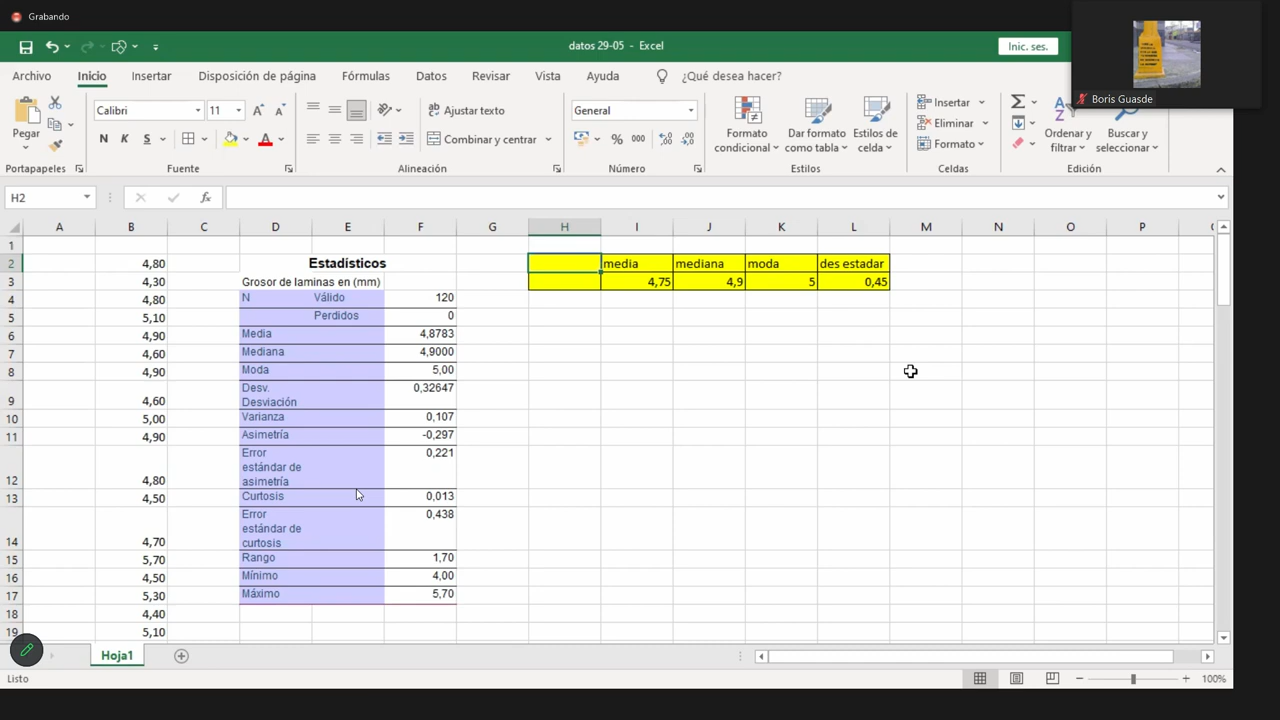 Grabando
datos 29-05 - Excel
Inic. ses.
Archivo Inicio Insertar Disposición de página Fórmulas Datos Revisar Vista Ayuda ¿Qué desea hacer?
Boris Guasde
Pegar
Calibri 11
N K S
Ajustar texto
Combinar y centrar
General
% 000
Formato condicional
Dar formato como tabla
Estilos de celda
Insertar
Eliminar
Formato
Ordenar y filtrar
Buscar y seleccionar
Portapapeles Fuente Alineación Número Estilos Celdas Edición
H2 fx
A B C D E F G H I J K L M N O P
1
2 4,80 Estadísticos media mediana moda des estadar
3 4,30 Grosor de laminas en (mm) 4,75 4,9 5 0,45
4 4,80 N Válido 120
5 5,10 Perdidos 0
6 4,90 Media 4,8783
7 4,60 Mediana 4,9000
8 4,90 Moda 5,00
9 4,60 Desv. Desviación 0,32647
10 5,00 Varianza 0,107
11 4,90 Asimetría -0,297
12 4,80 Error estándar de asimetría 0,221
13 4,50 Curtosis 0,013
14 4,70 Error estándar de curtosis 0,438
15 5,70 Rango 1,70
16 4,50 Mínimo 4,00
17 5,30 Máximo 5,70
18 4,40
19 5,10
Hoja1
Listo
100%